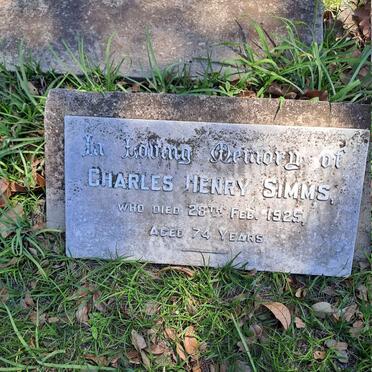 In Loving Memory of
CHARLES HENRY SIMMS,
WHO DIED 28TH FEB. 1925,
AGED 74 YEARS